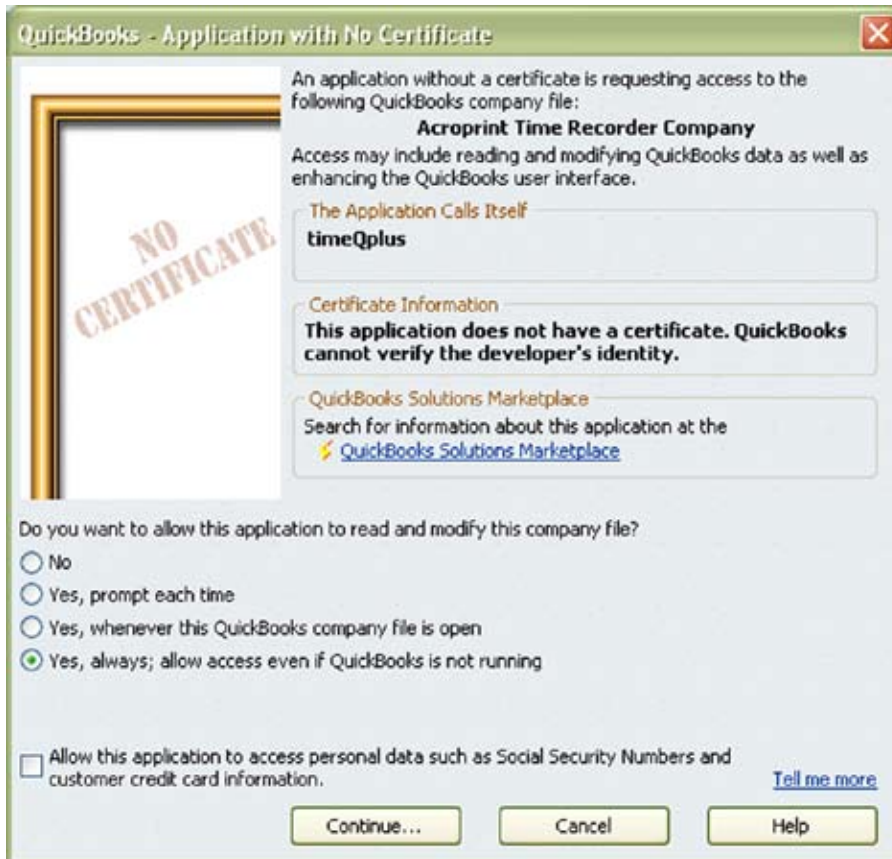 QuickBooks - Application with No Certificate
An application without a certificate is requesting access to the
following QuickBooks company file:
Acroprint Time Recorder Company
Access may include reading and modifying QuickBooks data as well as
enhancing the QuickBooks user interface.
NO
CERTIFICATE
The Application Calls Itself
timeQplus
Certificate Information
This application does not have a certificate. QuickBooks
cannot verify the developer's identity.
QuickBooks Solutions Marketplace
Search for information about this application at the
QuickBooks Solutions Marketplace
Do you want to allow this application to read and modify this company file?
No
Yes, prompt each time
Yes, whenever this QuickBooks company file is open
Yes, always; allow access even if QuickBooks is not running
Allow this application to access personal data such as Social Security Numbers and
customer credit card information.
Tell me more
Continue...
Cancel
Help